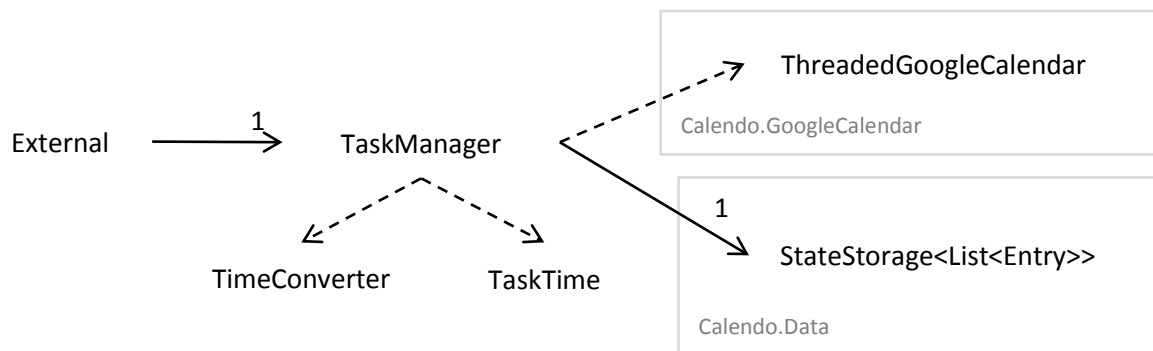 ThreadedGoogleCalendar
Calendo.GoogleCalendar
External
1
TaskManager
1
TimeConverter
TaskTime
StateStorage<List<Entry>>
Calendo.Data